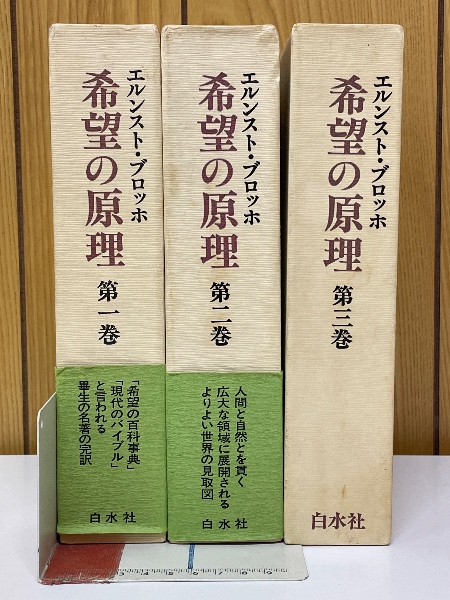 エルンスト・ブロッホ
希望の原理
第一巻
「希望の百科事典」
「現代のバイブル」
と言われる
畢生の名著の完訳
白水社
エルンスト・ブロッホ
希望の原理
第二巻
人間と自然とを貫く
広大な領域に展開される
よりよい世界の見取図
白水社
エルンスト・ブロッホ
希望の原理
第三巻
白水社